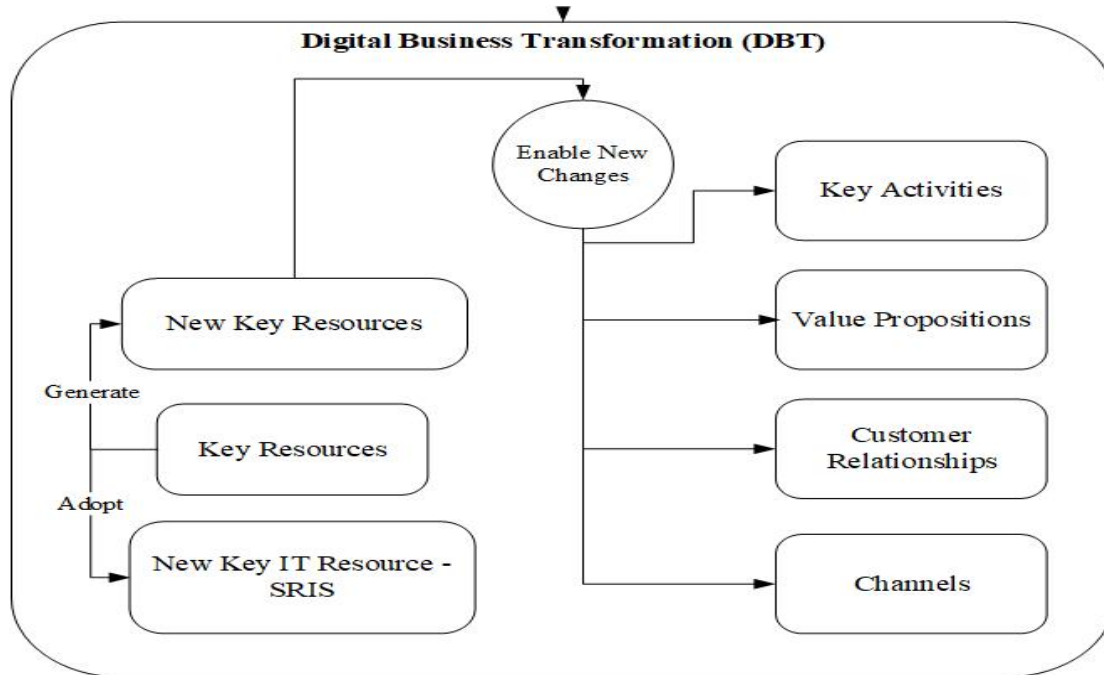 Digital Business Transformation (DBT)
Enable New
Changes
Key Activities
New Key Resources
Value Propositions
Generate
Key Resources
Customer
Relationships
Adopt
New Key IT Resource -
SRIS
Channels